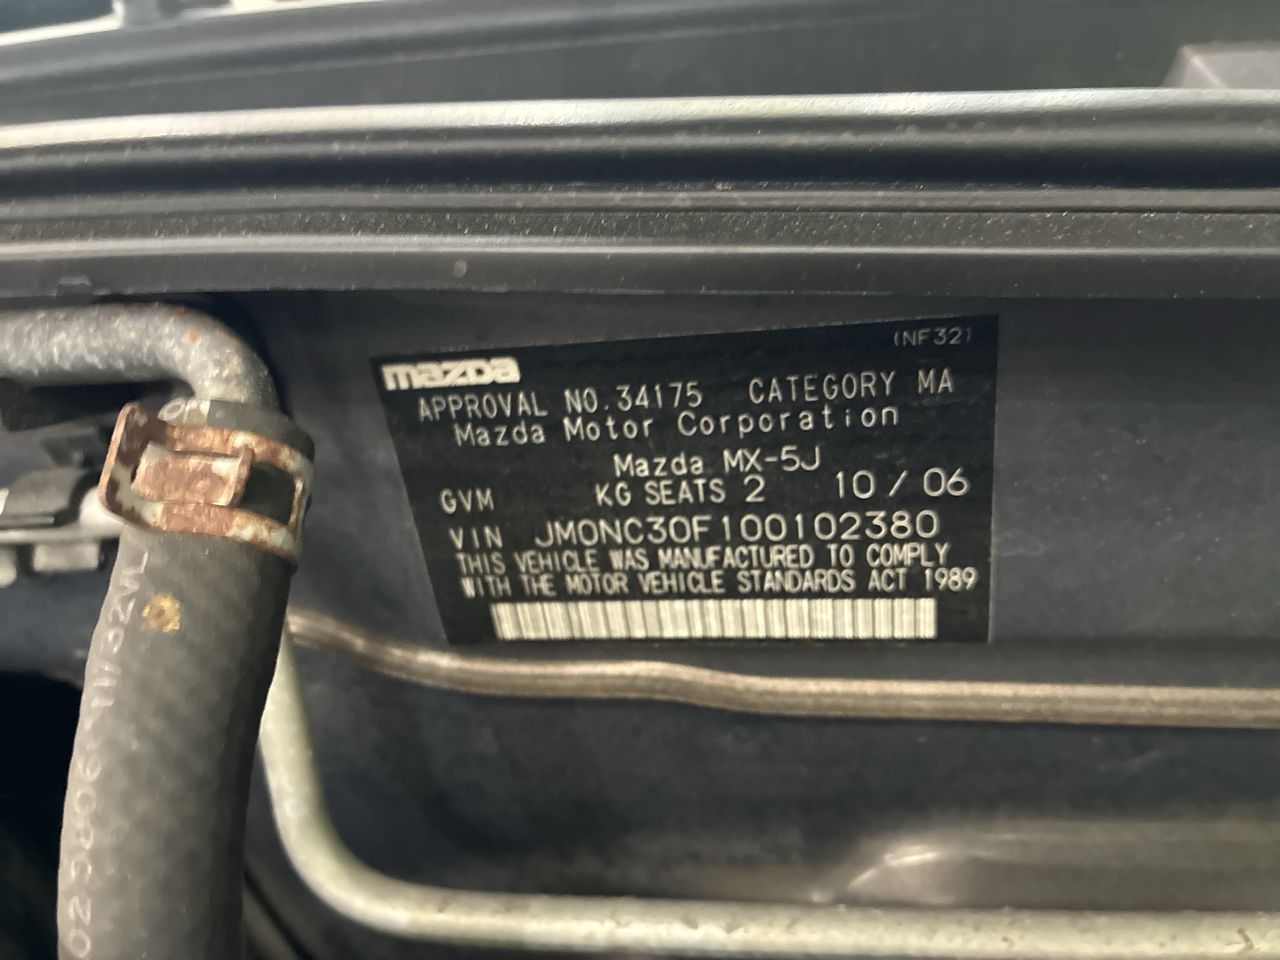 (NF32)
mazda
APPROVAL NO.34175 CATEGORY MA
Mazda Motor Corporation
Mazda MX-5J
GVM KG SEATS 2 10 / 06
VIN JM0NC30F100102380
THIS VEHICLE WAS MANUFACTURED TO COMPLY
WITH THE MOTOR VEHICLE STANDARDS ACT 1989